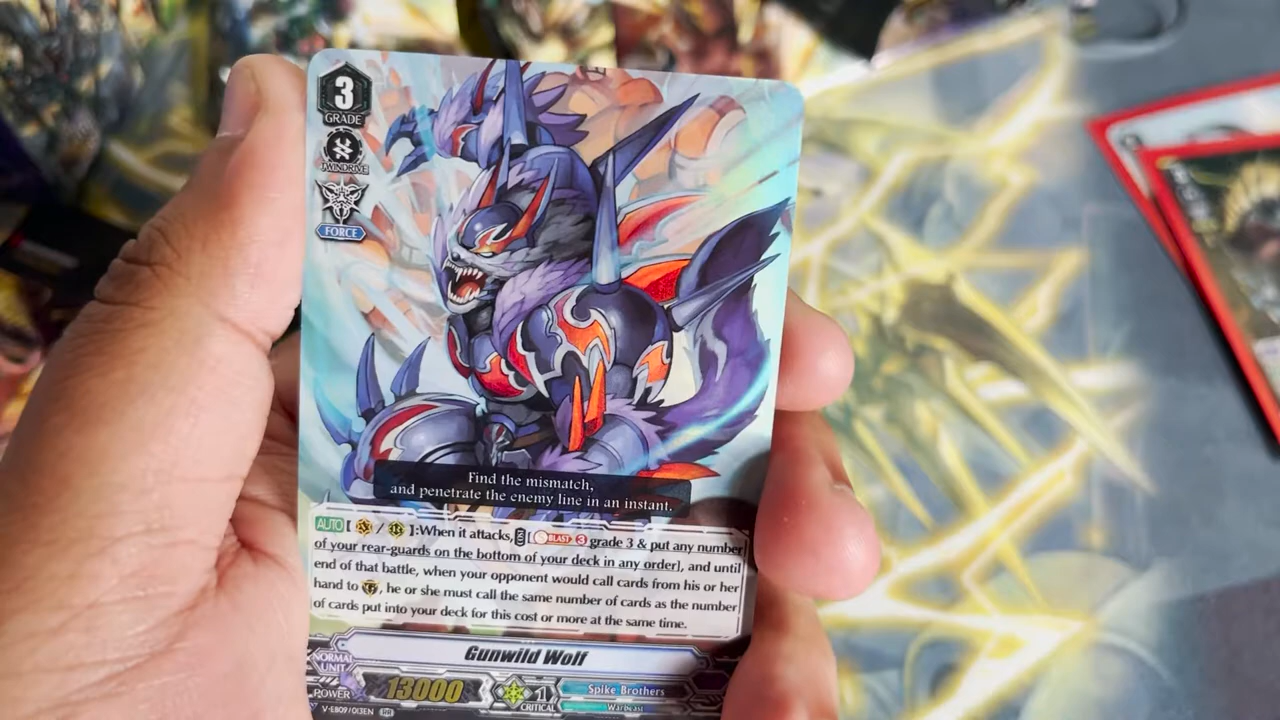 3
GRADE
TWINDRIVE
FORCE
Find the mismatch,
and penetrate the enemy line in an instant.
AUTO [ / ]:When it attacks, [ BLAST 3 grade 3 & put any number
of your rear-guards on the bottom of your deck in any order], and until
end of that battle, when your opponent would call cards from his or her
hand to , he or she must call the same number of cards as the number
of cards put into your deck for this cost or more at the same time.
Gunwild Wolf
NORMAL
UNIT
POWER 13000 1 CRITICAL Spike Brothers
Warbeast
V-EB09/013EN RR